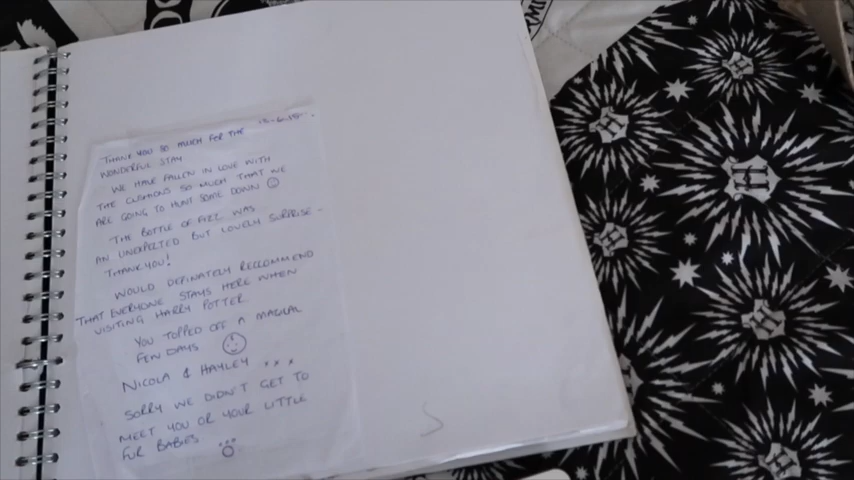 THANK YOU SO MUCH FOR THE
WONDERFUL STAY
WE HAVE FALLEN IN LOVE WITH
THE CUSHIONS SO MUCH THAT WE
ARE GOING TO HUNT SOME DOWN
THE BOTTLE OF FIZZ WAS
AN UNEXPECTED BUT LOVELY SURPRISE -
THANK YOU!
WOULD DEFINATELY RECCOMMEND
THAT EVERYONE STAYS HERE WHEN
VISITING HARRY POTTER
YOU TOPPED OFF A MAGICAL
FEW DAYS
NICOLA & HAYLEY x x x
SORRY WE DIDN'T GET TO
MEET YOU OR YOUR LITTLE
FUR BABIES